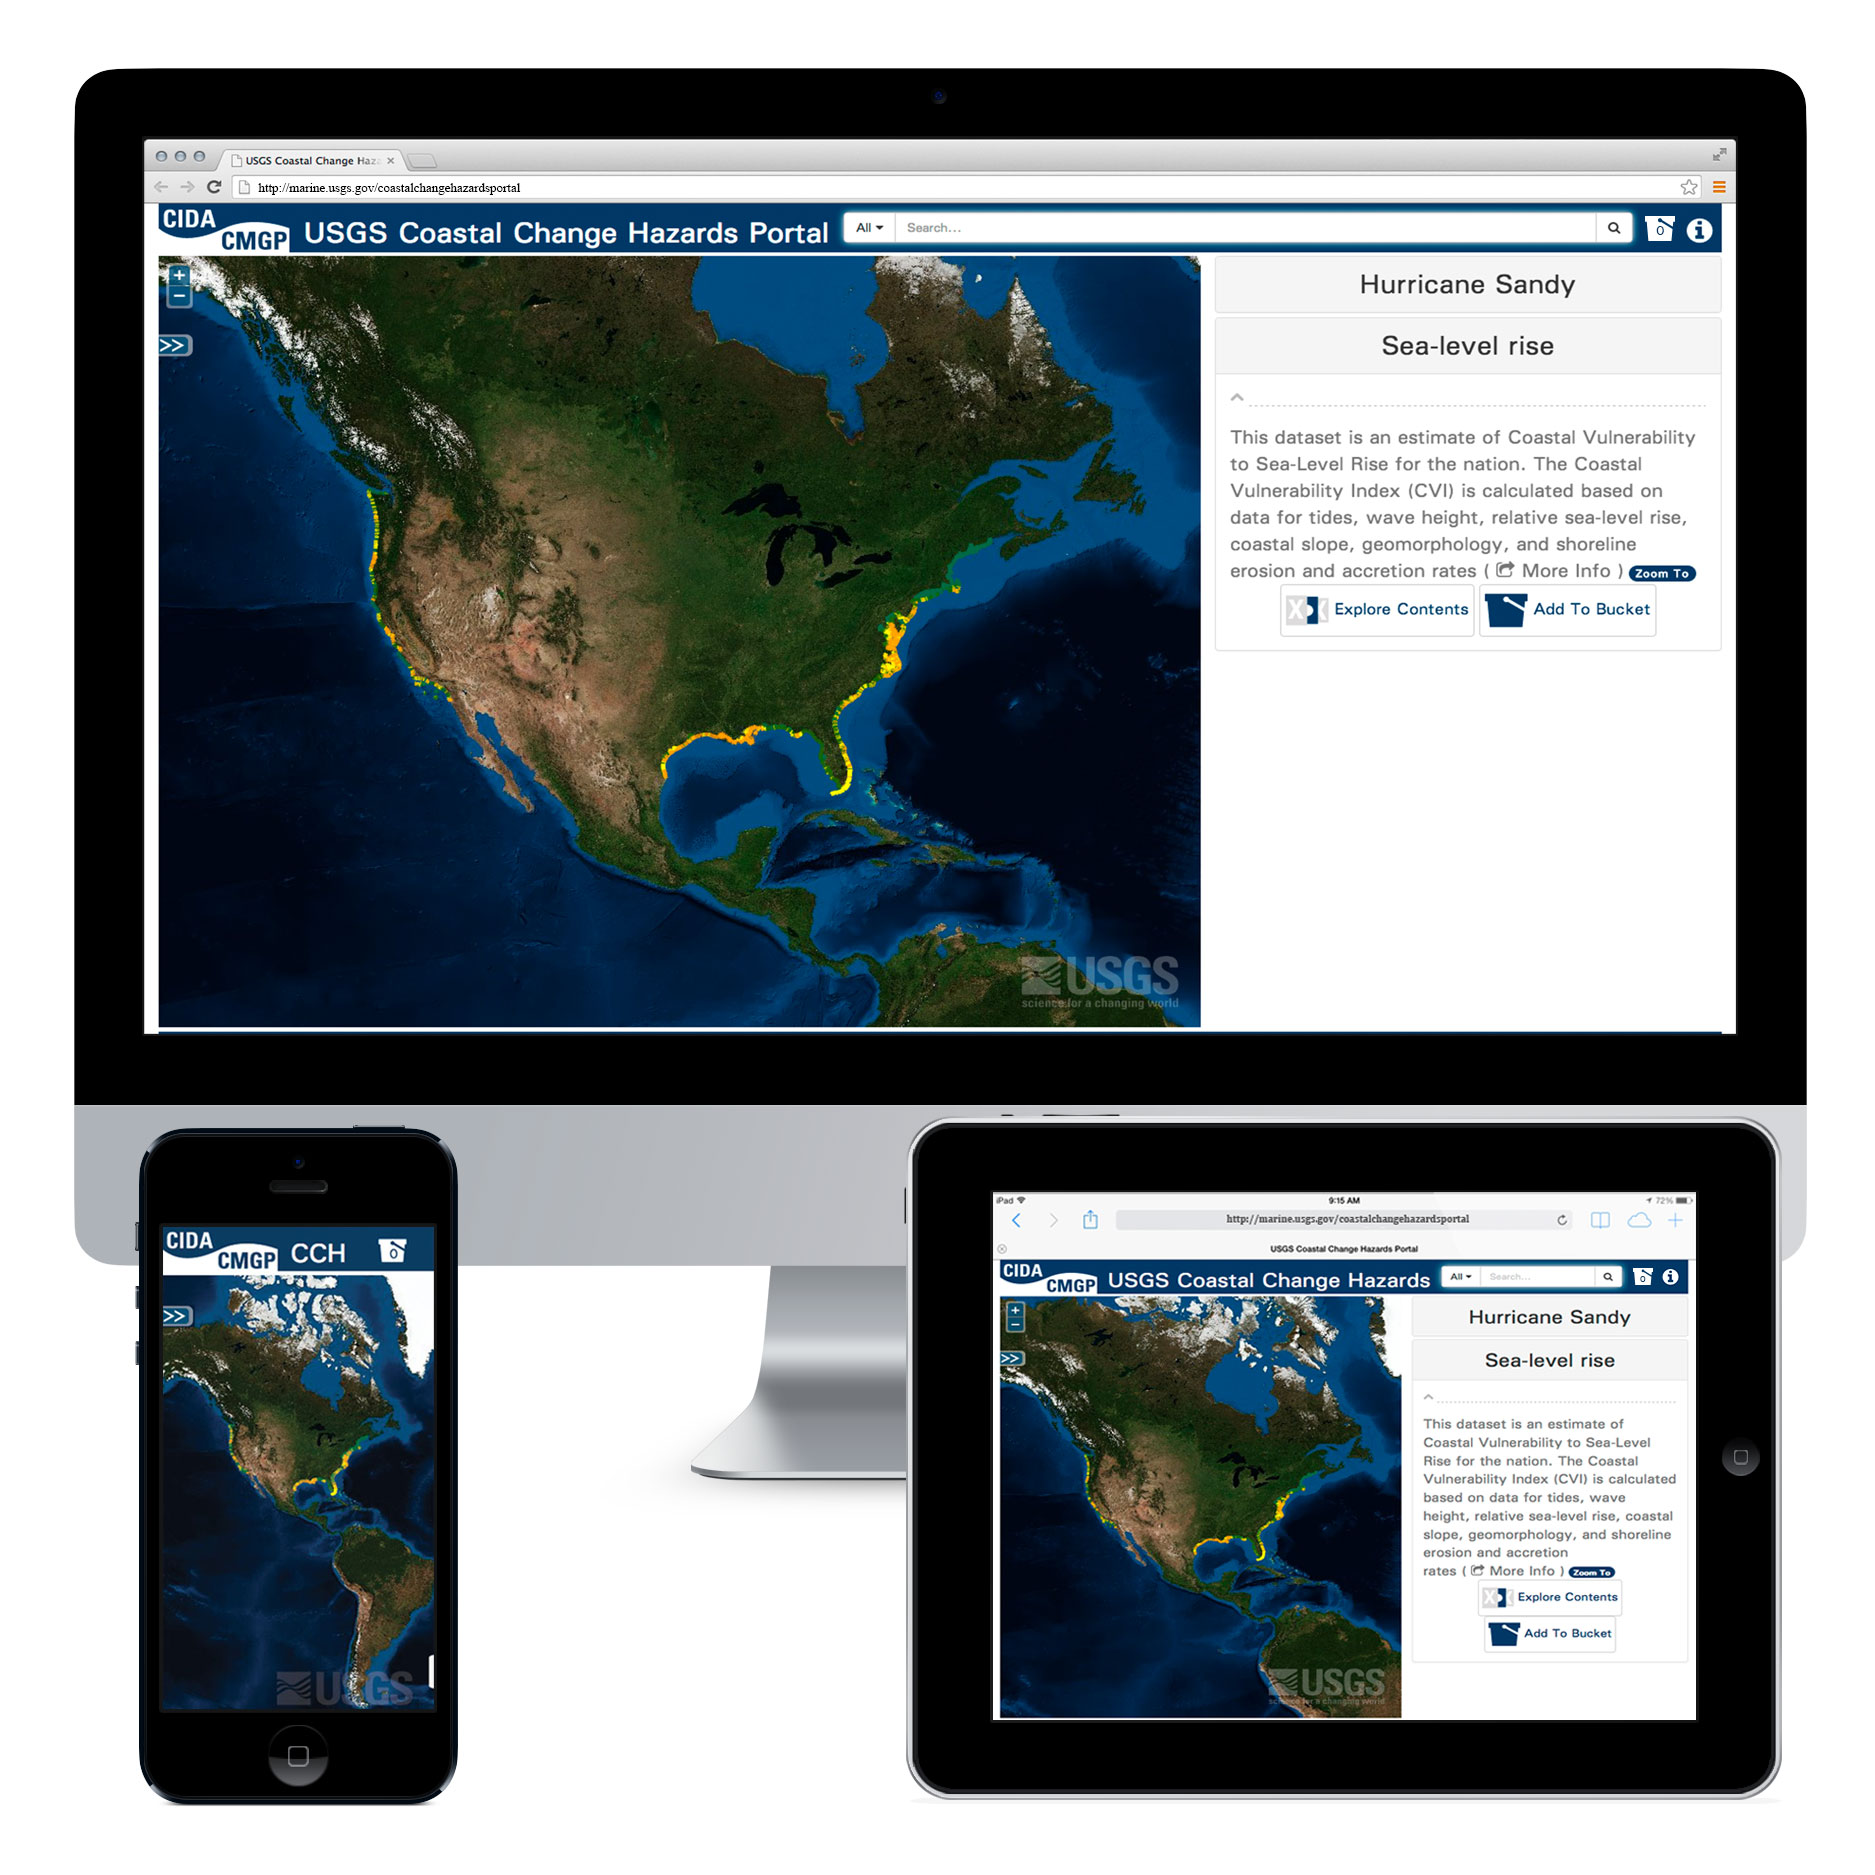 USGS Coastal Change Haza
http://marine.usgs.gov/coastalchangehazardsportal
CIDA
CMGP
USGS Coastal Change Hazards Portal
All
Search...
0
Hurricane Sandy
Sea-level rise
This dataset is an estimate of Coastal Vulnerability
to Sea-Level Rise for the nation. The Coastal
Vulnerability Index (CVI) is calculated based on
data for tides, wave height, relative sea-level rise,
coastal slope, geomorphology, and shoreline
erosion and accretion rates ( More Info ) Zoom To
Explore Contents
Add To Bucket
+
−
>>
USGS
science for a changing world
CIDA
CMGP
CCH
0
>>
USGS
iPad
9:15 AM
72%
http://marine.usgs.gov/coastalchangehazardsportal
USGS Coastal Change Hazards Portal
CIDA
CMGP
USGS Coastal Change Hazards
All
Search...
0
+
−
>>
Hurricane Sandy
Sea-level rise
This dataset is an estimate of
Coastal Vulnerability to Sea-Level
Rise for the nation. The Coastal
Vulnerability Index (CVI) is calculated
based on data for tides, wave
height, relative sea-level rise, coastal
slope, geomorphology, and shoreline
erosion and accretion
rates ( More Info ) Zoom To
Explore Contents
Add To Bucket
USGS
science for a changing world